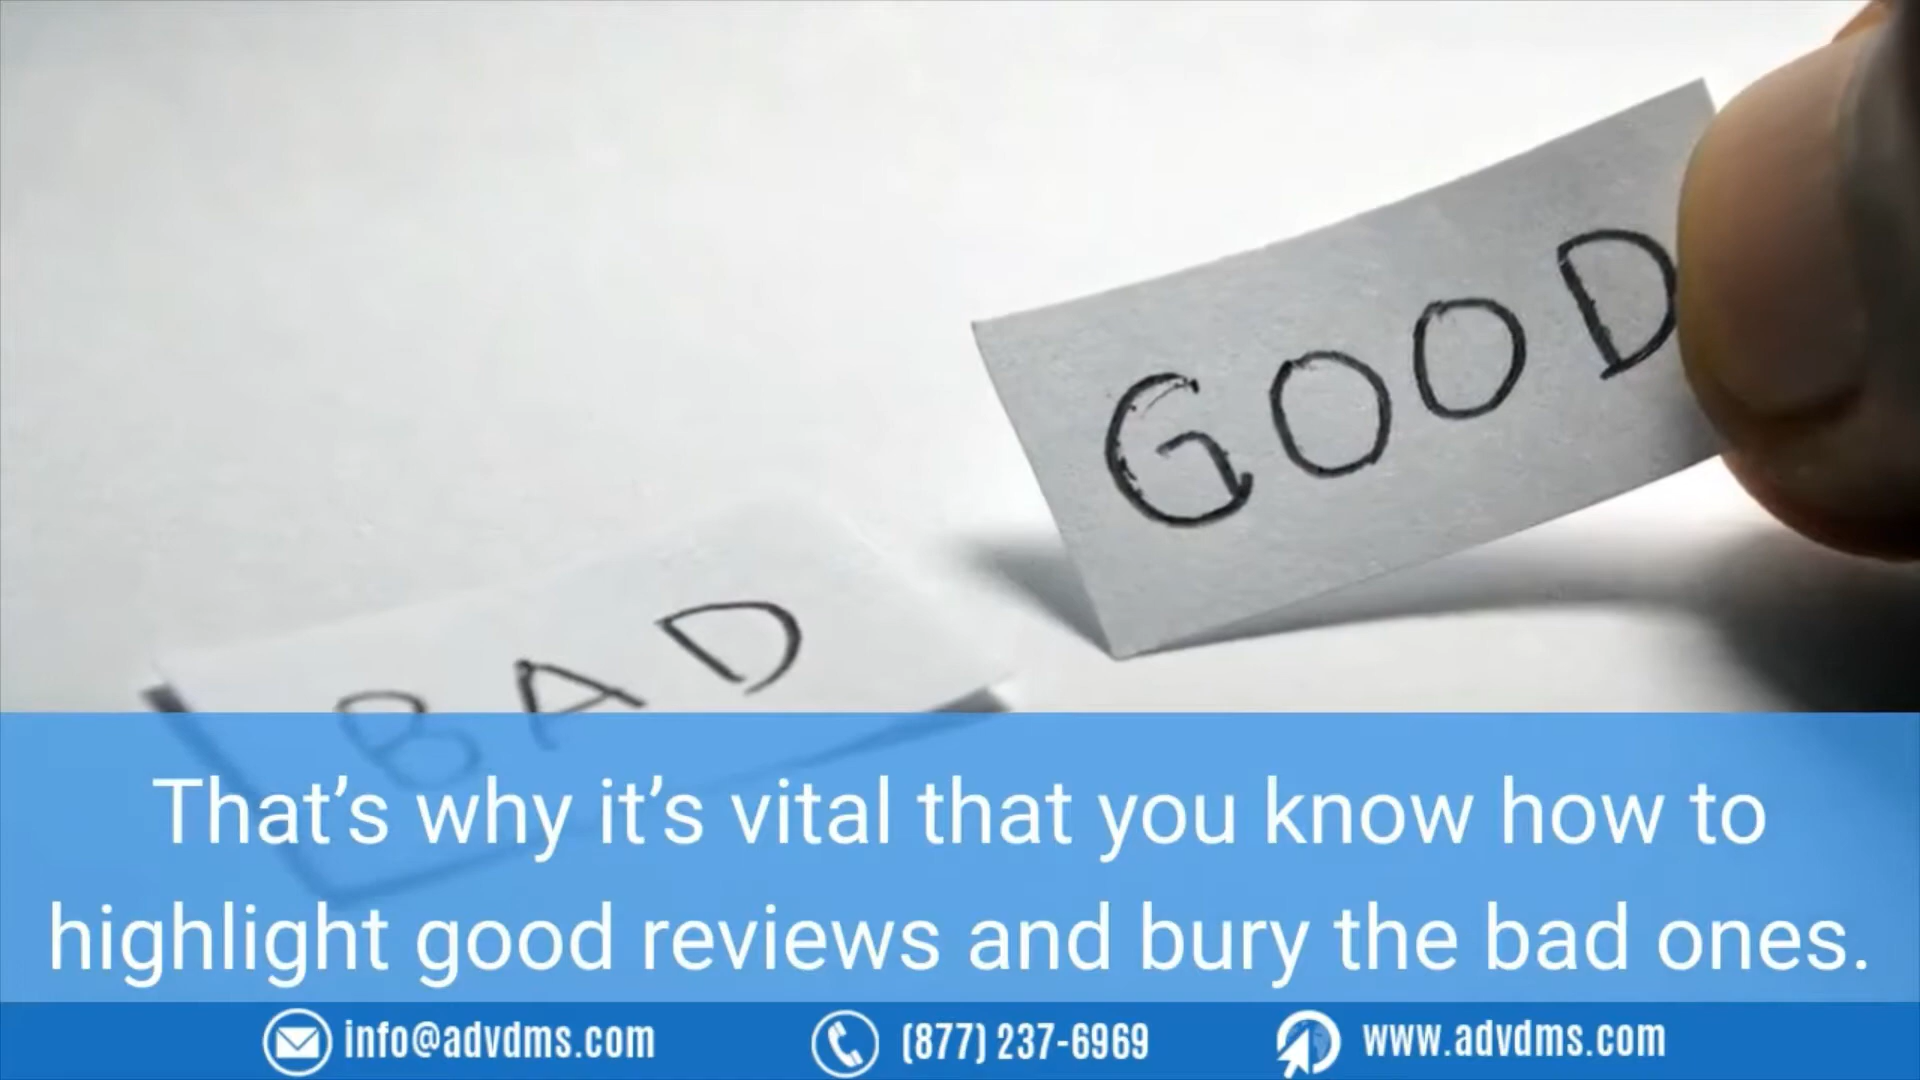 GOOD
BAD
That’s why it’s vital that you know how to
highlight good reviews and bury the bad ones.
info@advdms.com
(877) 237-6969
www.advdms.com